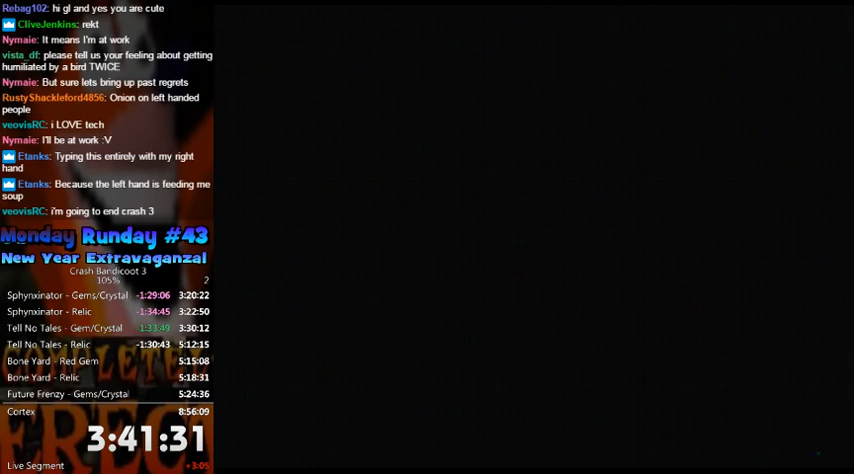 Rebag102: hi gl and yes you are cute
CliveJenkins: rekt
Nymaie: It means I'm at work
vista_df: please tell us your feeling about getting
humiliated by a bird TWICE
Nymaie: But sure lets bring up past regrets
RustyShackleford4856: Onion on left handed
people
veovisRC: i LOVE tech
Nymaie: I'll be at work :V
Etanks: Typing this entirely with my right
hand
Etanks: Because the left hand is feeding me
soup
veovisRC: i'm going to end crash 3
Monday Runday #43
New Year Extravaganza!
Crash Bandicoot 3
105% 2
Sphynxinator - Gems/Crystal -1:29:06 3:20:22
Sphynxinator - Relic -1:34:45 3:22:50
Tell No Tales - Gem/Crystal -1:33:49 3:30:12
Tell No Tales - Relic -1:30:43 5:12:15
Bone Yard - Red Gem 5:15:08
Bone Yard - Relic 5:18:31
Future Frenzy - Gems/Crystal 5:24:36
Cortex 8:56:09
3:41:31
Live Segment +3:05